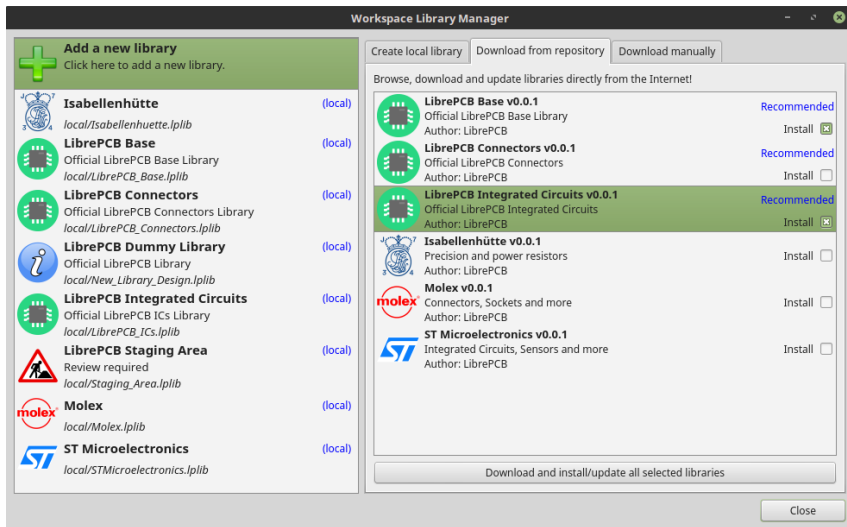 Workspace Library Manager
Add a new library
Click here to add a new library.
Isabellenhütte (local)
local/Isabellenhuette.lplib
LibrePCB Base (local)
Official LibrePCB Base Library
local/LibrePCB_Base.lplib
LibrePCB Connectors (local)
Official LibrePCB Connectors Library
local/LibrePCB_Connectors.lplib
LibrePCB Dummy Library (local)
Official LibrePCB Library
local/New_Library_Design.lplib
LibrePCB Integrated Circuits (local)
Official LibrePCB ICs Library
local/LibrePCB_ICs.lplib
LibrePCB Staging Area (local)
Review required
local/Staging_Area.lplib
molex
Molex (local)
local/Molex.lplib
ST
ST Microelectronics (local)
local/STMicroelectronics.lplib
Create local library Download from repository Download manually
Browse, download and update libraries directly from the Internet!
LibrePCB Base v0.0.1 Recommended
Official LibrePCB Base Library
Author: LibrePCB Install
LibrePCB Connectors v0.0.1 Recommended
Official LibrePCB Connectors
Author: LibrePCB Install
LibrePCB Integrated Circuits v0.0.1 Recommended
Official LibrePCB Integrated Circuits
Author: LibrePCB Install
Isabellenhütte v0.0.1
Precision and power resistors Install
Author: LibrePCB
molex
Molex v0.0.1
Connectors, Sockets and more Install
Author: LibrePCB
ST
ST Microelectronics v0.0.1
Integrated Circuits, Sensors and more Install
Author: LibrePCB
Download and install/update all selected libraries
Close